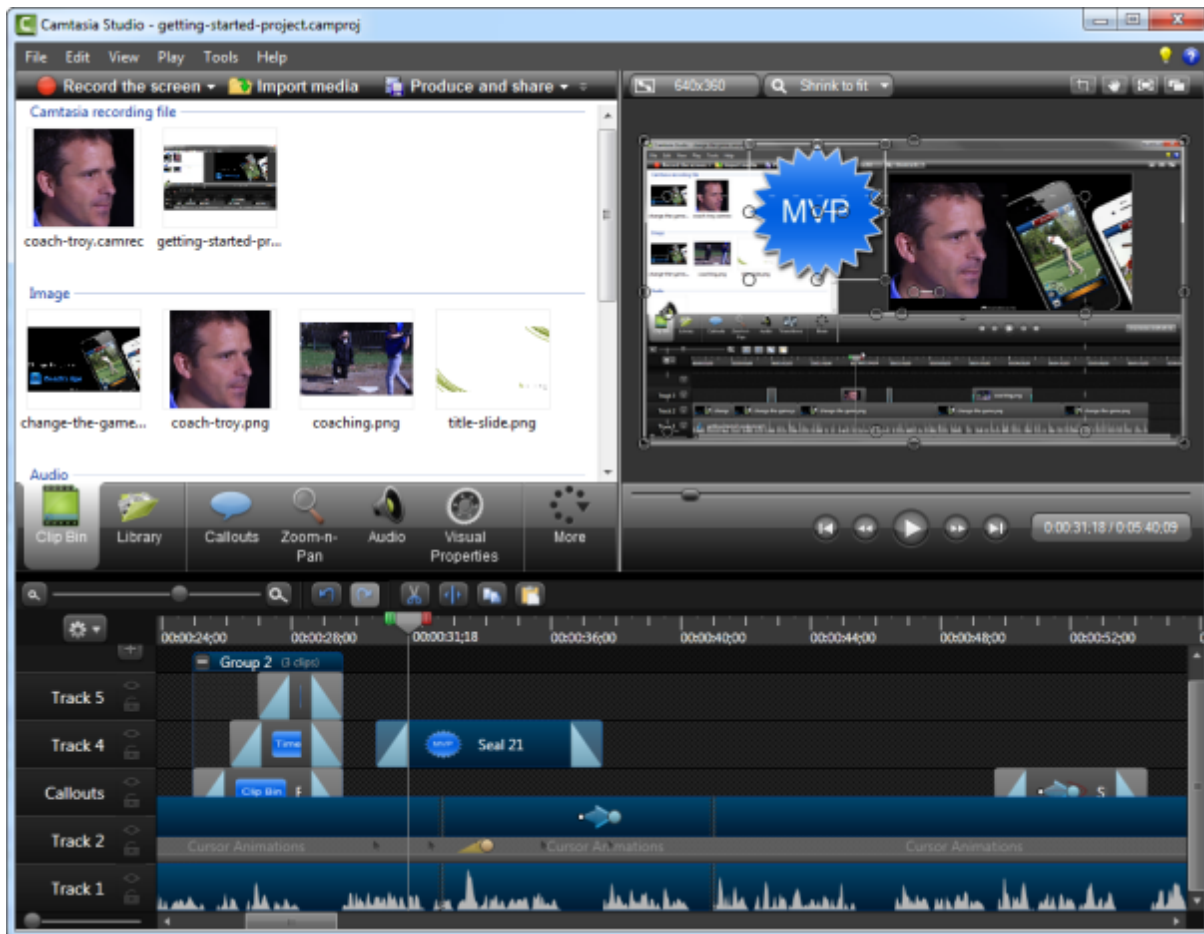 Camtasia Studio - getting-started-project.camproj
File Edit View Play Tools Help
Record the screen Import media Produce and share
640x360 Shrink to fit
Camtasia recording file
coach-troy.camrec getting-started-pr...
MVP
Image
change-the-game... coach-troy.png coaching.png title-slide.png
Audio
Clip Bin Library Callouts Zoom-n-Pan Audio Visual Properties More
0:00:31;18 / 0:05:40;09
00:00:24;00 00:00:28;00 00:00:31;18 00:00:36;00 00:00:40;00 00:00:44;00 00:00:48;00 00:00:52;00
Group 2 (3 clips)
Track 5
Track 4 Time MVP Seal 21
Callouts Clip Bin F S
Track 2 Cursor Animations Cursor Animations Cursor Animations
Track 1